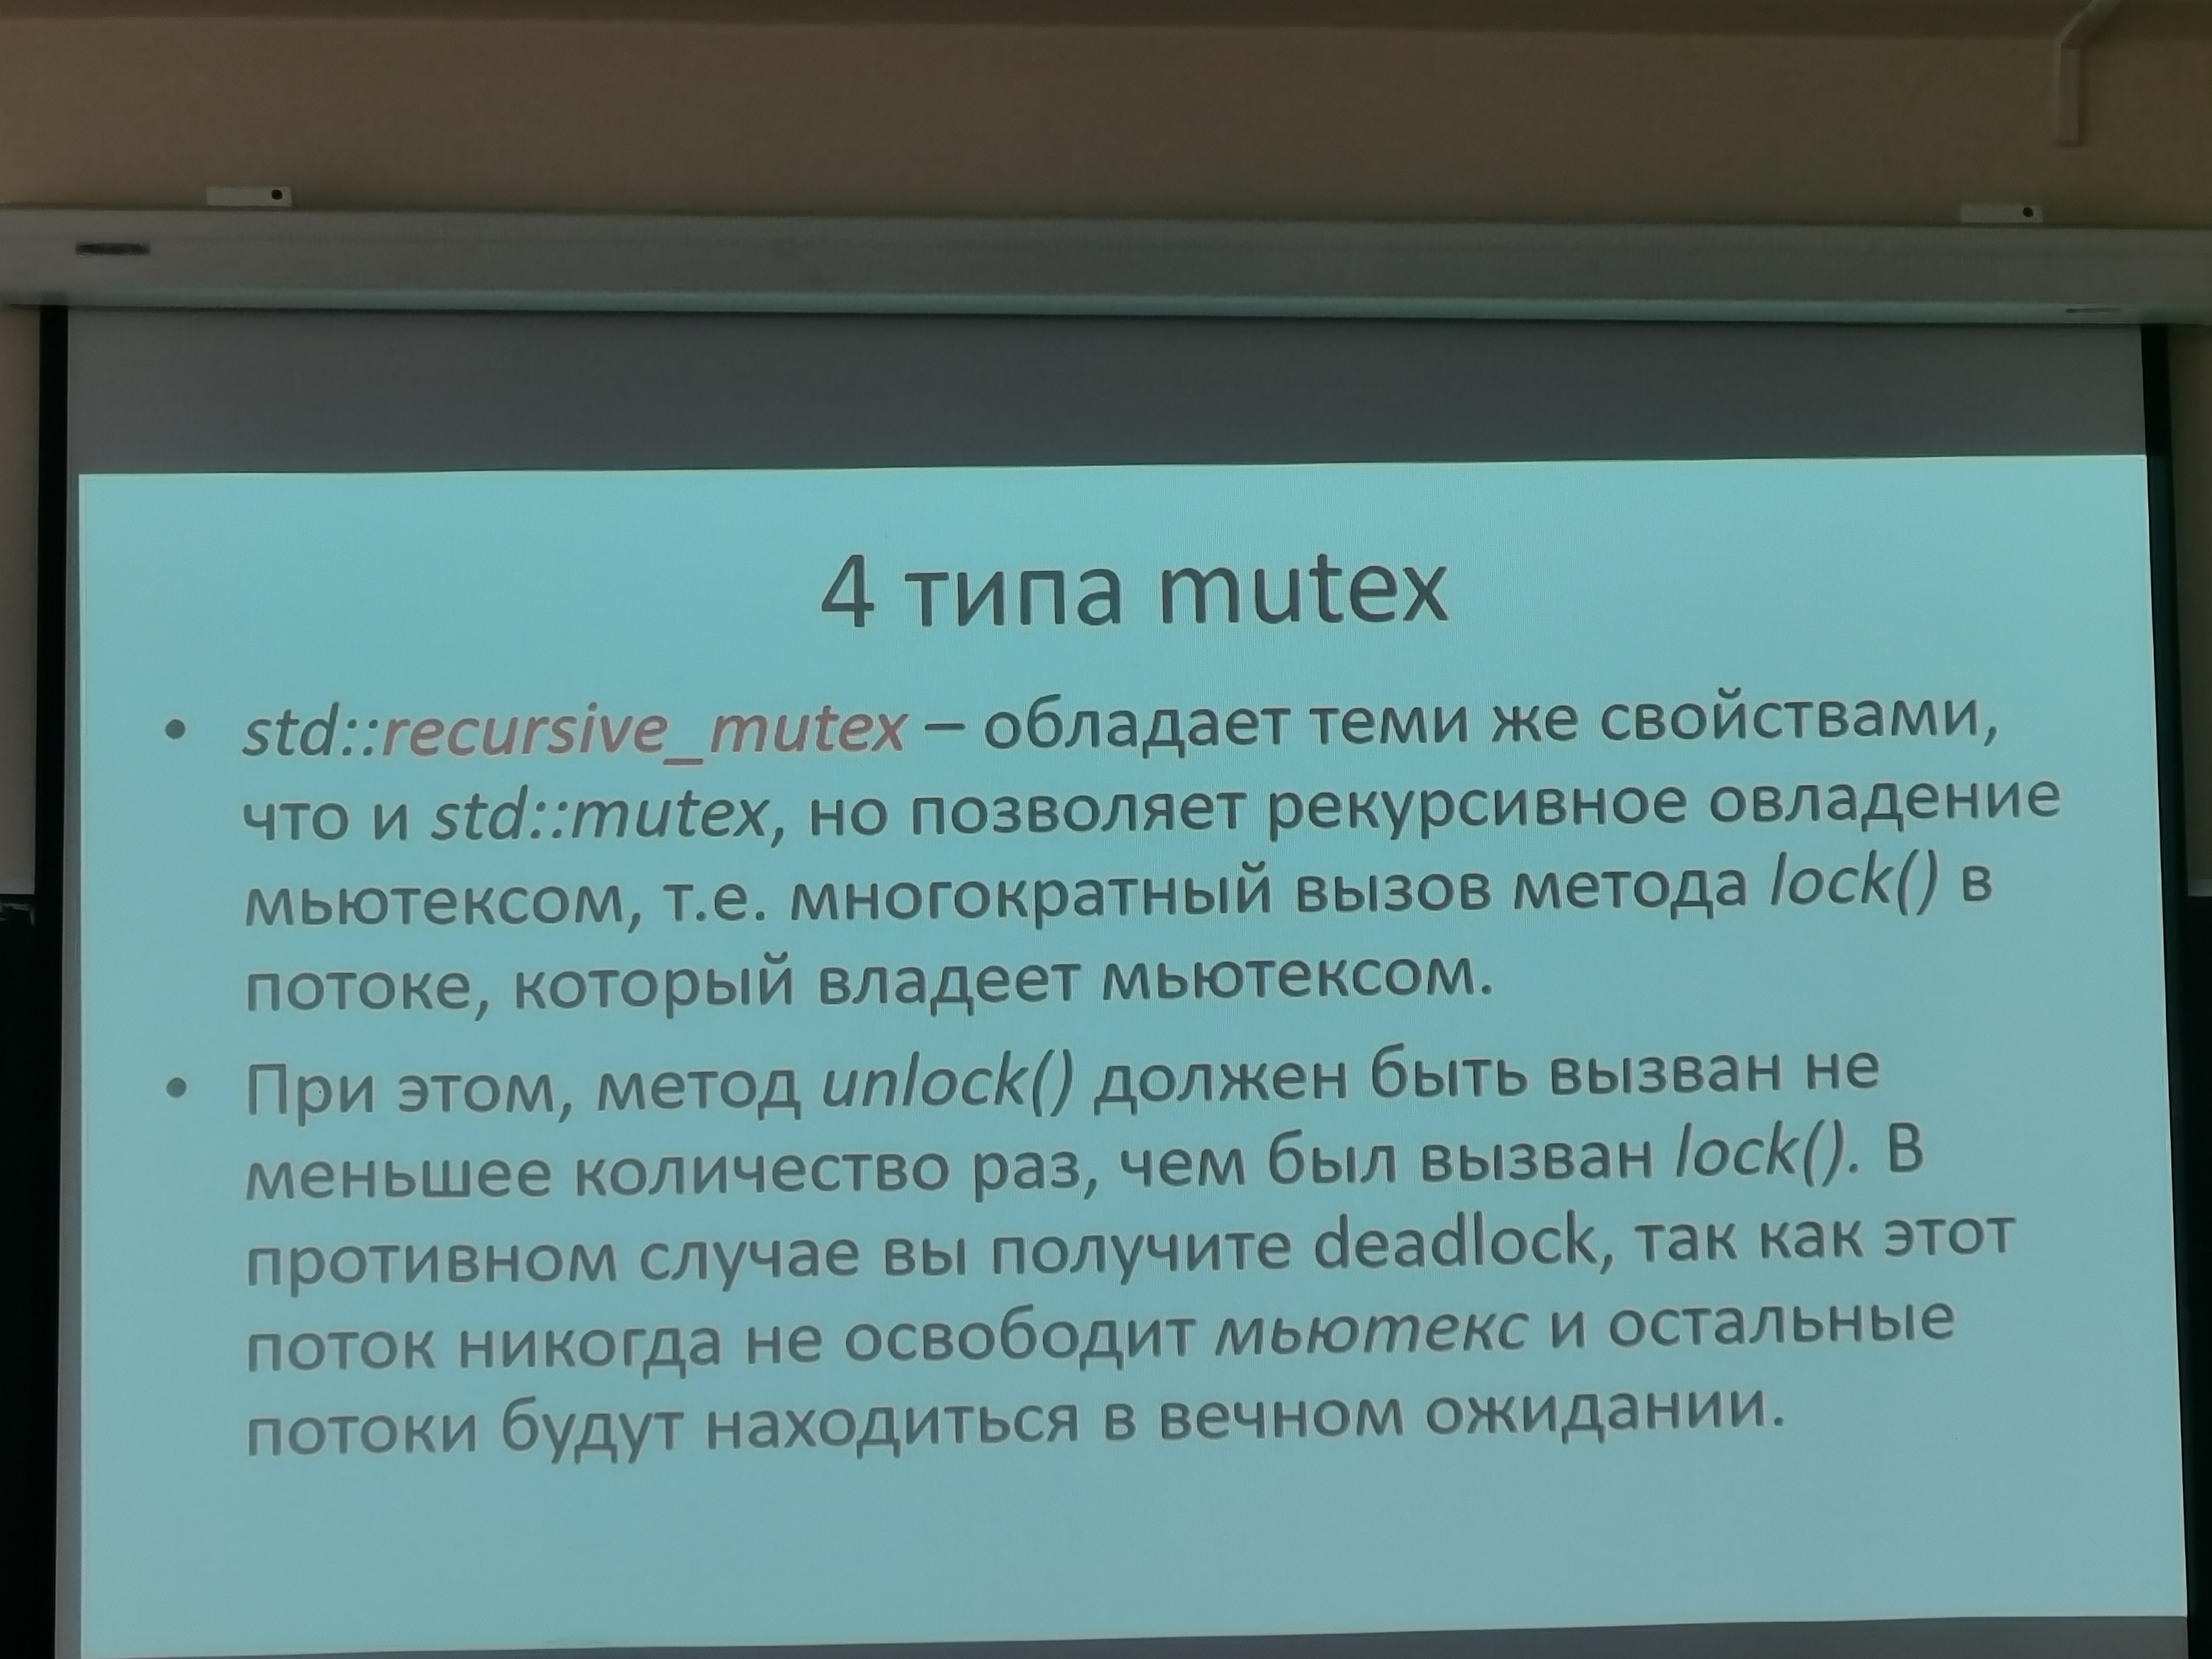 4 типа mutex
• std::recursive_mutex – обладает теми же свойствами,
что и std::mutex, но позволяет рекурсивное овладение
мьютексом, т.е. многократный вызов метода lock() в
потоке, который владеет мьютексом.
• При этом, метод unlock() должен быть вызван не
меньшее количество раз, чем был вызван lock(). В
противном случае вы получите deadlock, так как этот
поток никогда не освободит мьютекс и остальные
потоки будут находиться в вечном ожидании.